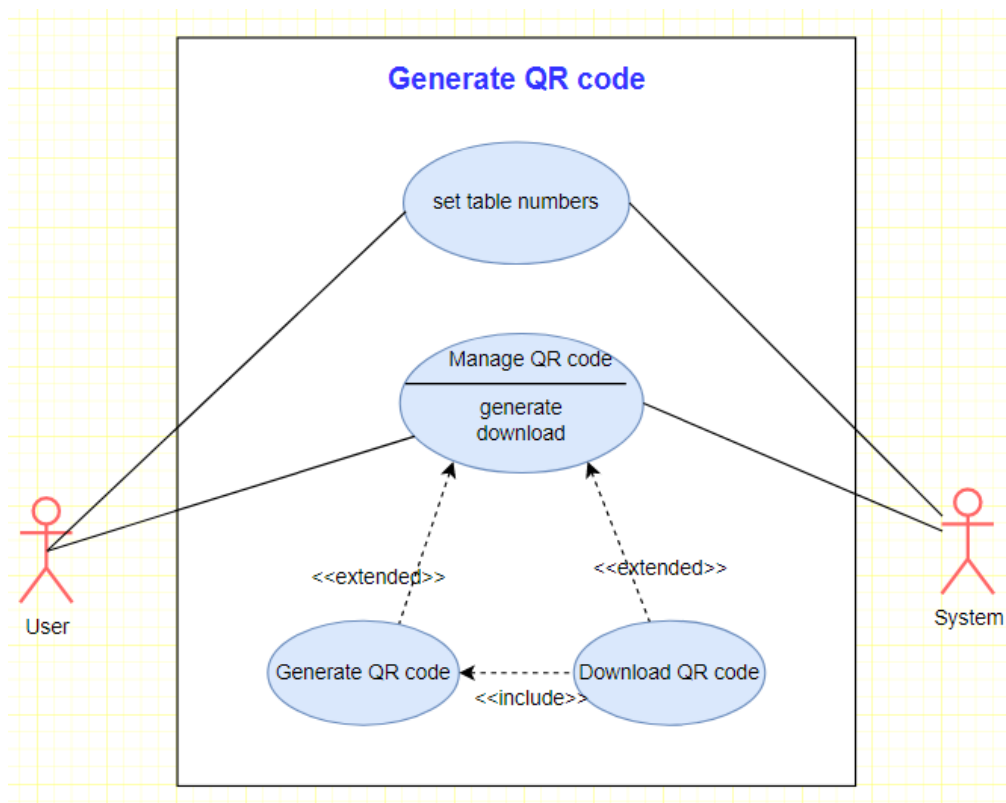 Generate QR code
set table numbers
Manage QR code
generate
download
<<extended>>
<<extended>>
User
System
Generate QR code
Download QR code
<<include>>